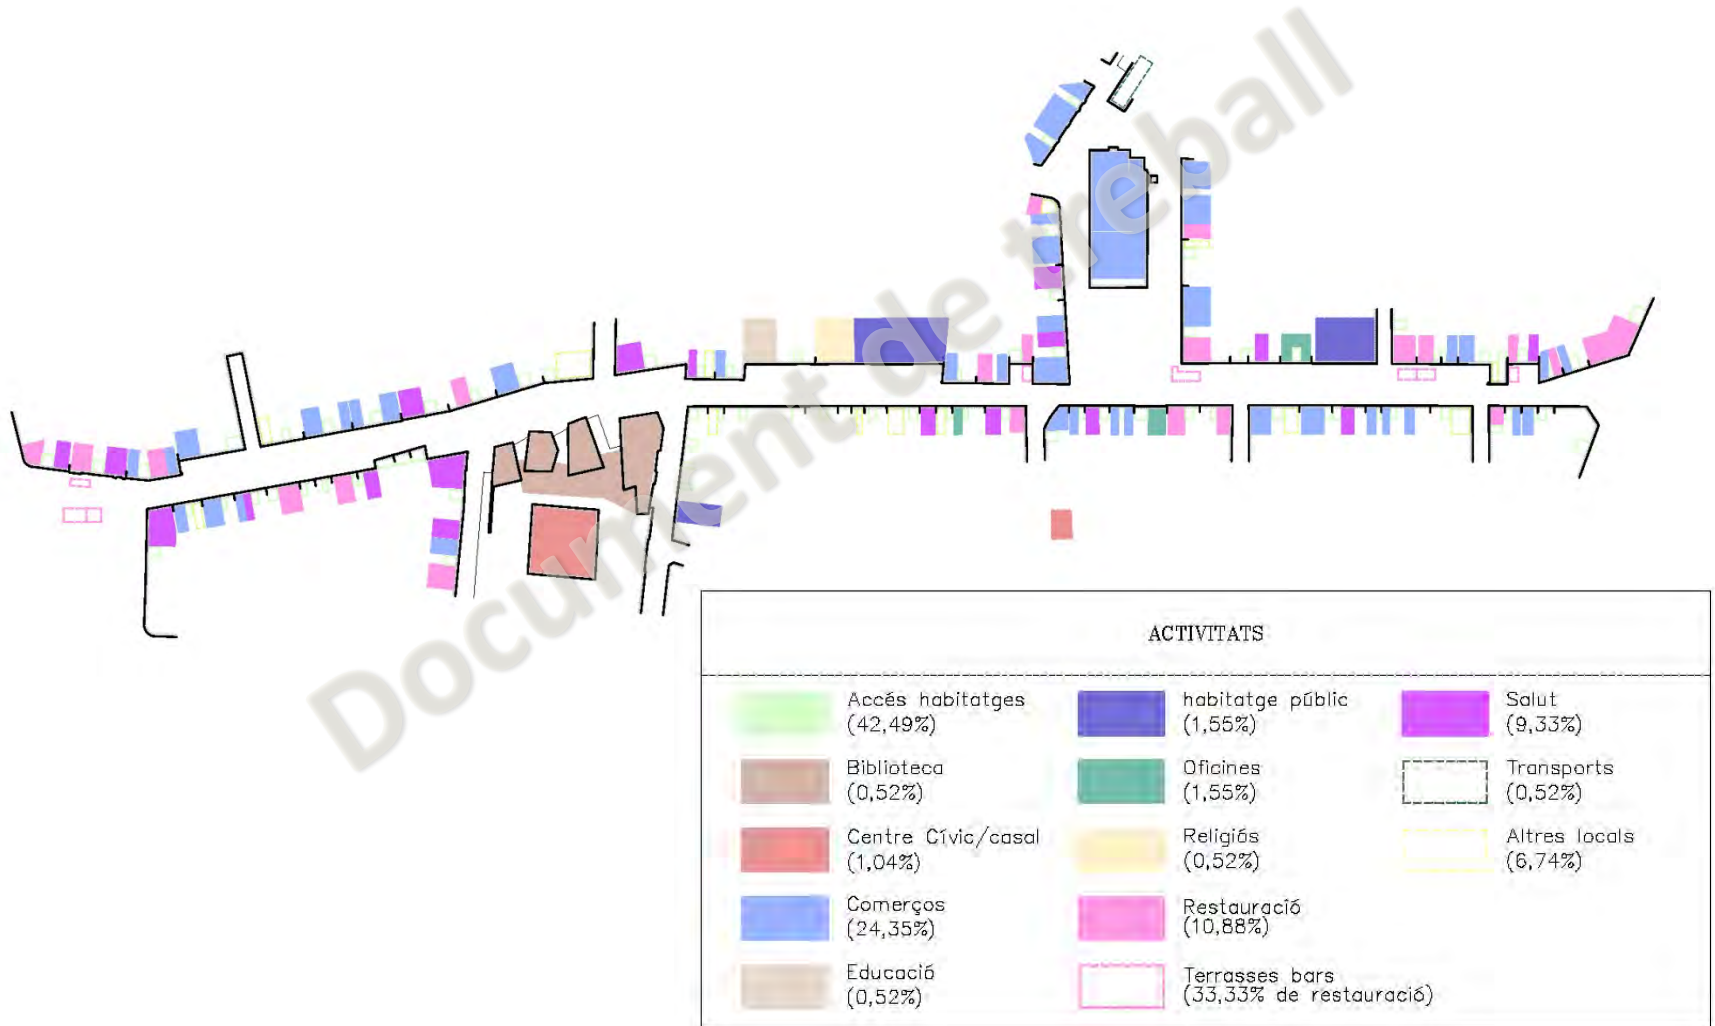 Document de treball
ACTIVITATS
Accés habitatges
(42,49%)
Biblioteca
(0,52%)
Centre Cívic/casal
(1,04%)
Comerços
(24,35%)
Educació
(0,52%)
habitatge públic
(1,55%)
Oficines
(1,55%)
Religiós
(0,52%)
Restauració
(10,88%)
Terrasses bars
(33,33% de restauració)
Salut
(9,33%)
Transports
(0,52%)
Altres locals
(6,74%)